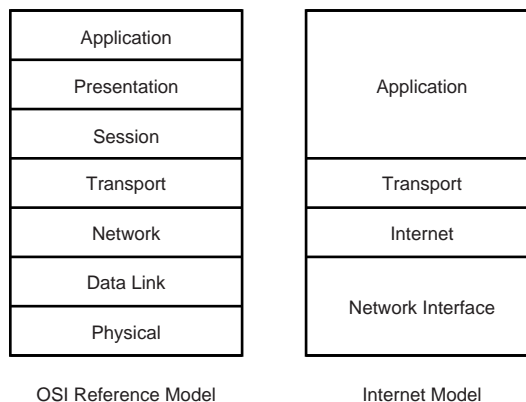 Application
Presentation
Session
Transport
Network
Data Link
Physical
OSI Reference Model
Application
Transport
Internet
Network Interface
Internet Model